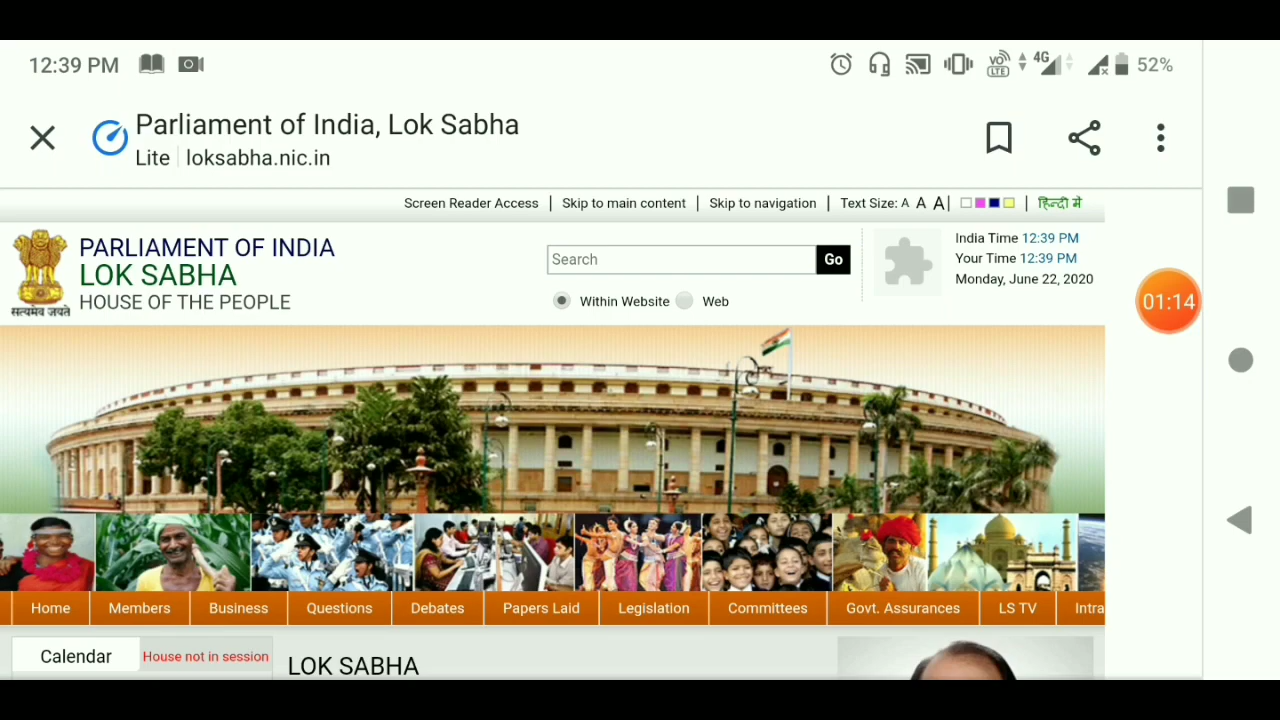 12:39 PM
VO LTE 4G 52%
Parliament of India, Lok Sabha
Lite loksabha.nic.in
Screen Reader Access | Skip to main content | Skip to navigation | Text Size: A A A | | हिन्दी में
PARLIAMENT OF INDIA
LOK SABHA
HOUSE OF THE PEOPLE
सत्यमेव जयते
Search Go
Within Website Web
India Time 12:39 PM
Your Time 12:39 PM
Monday, June 22, 2020
01:14
Home Members Business Questions Debates Papers Laid Legislation Committees Govt. Assurances LS TV Intra
Calendar House not in session
LOK SABHA